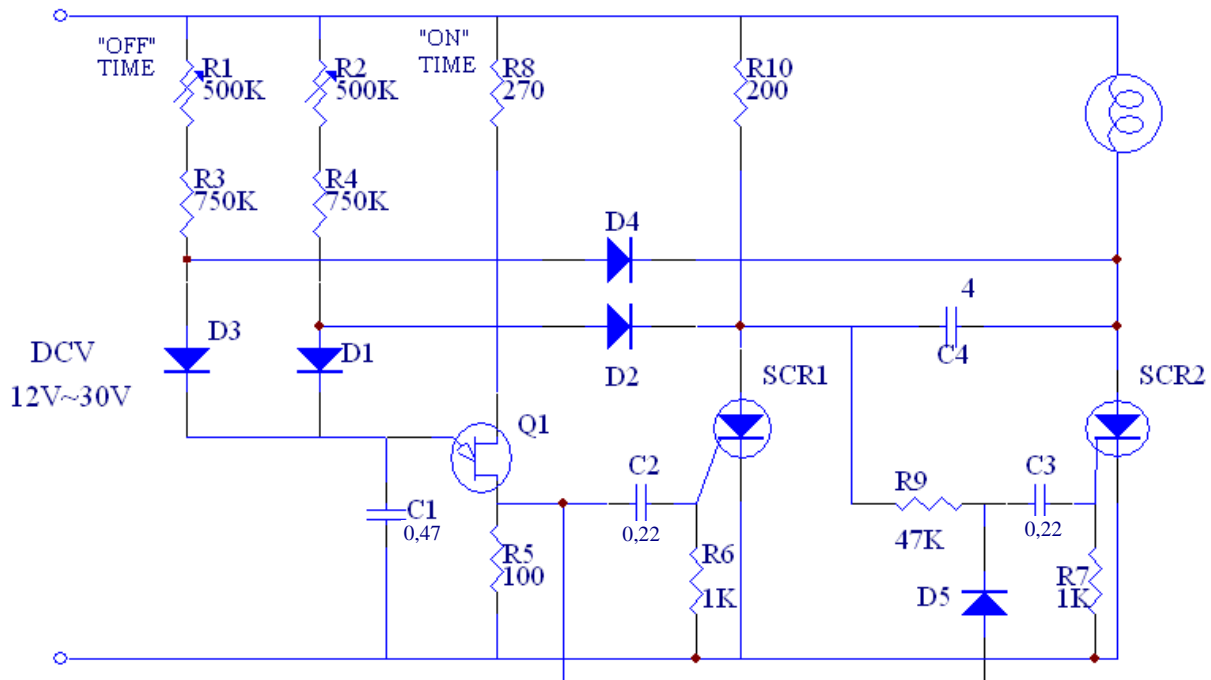 "OFF"
TIME
R1
500K
R2
500K
"ON"
TIME
R8
270
R10
200
R3
750K
R4
750K
D4
D3
D1
D2
4
C4
DCV
12V~30V
SCR1
SCR2
Q1
C2
0,22
C3
0,22
R9
47K
C1
0,47
R5
100
R6
1K
D5
R7
1K